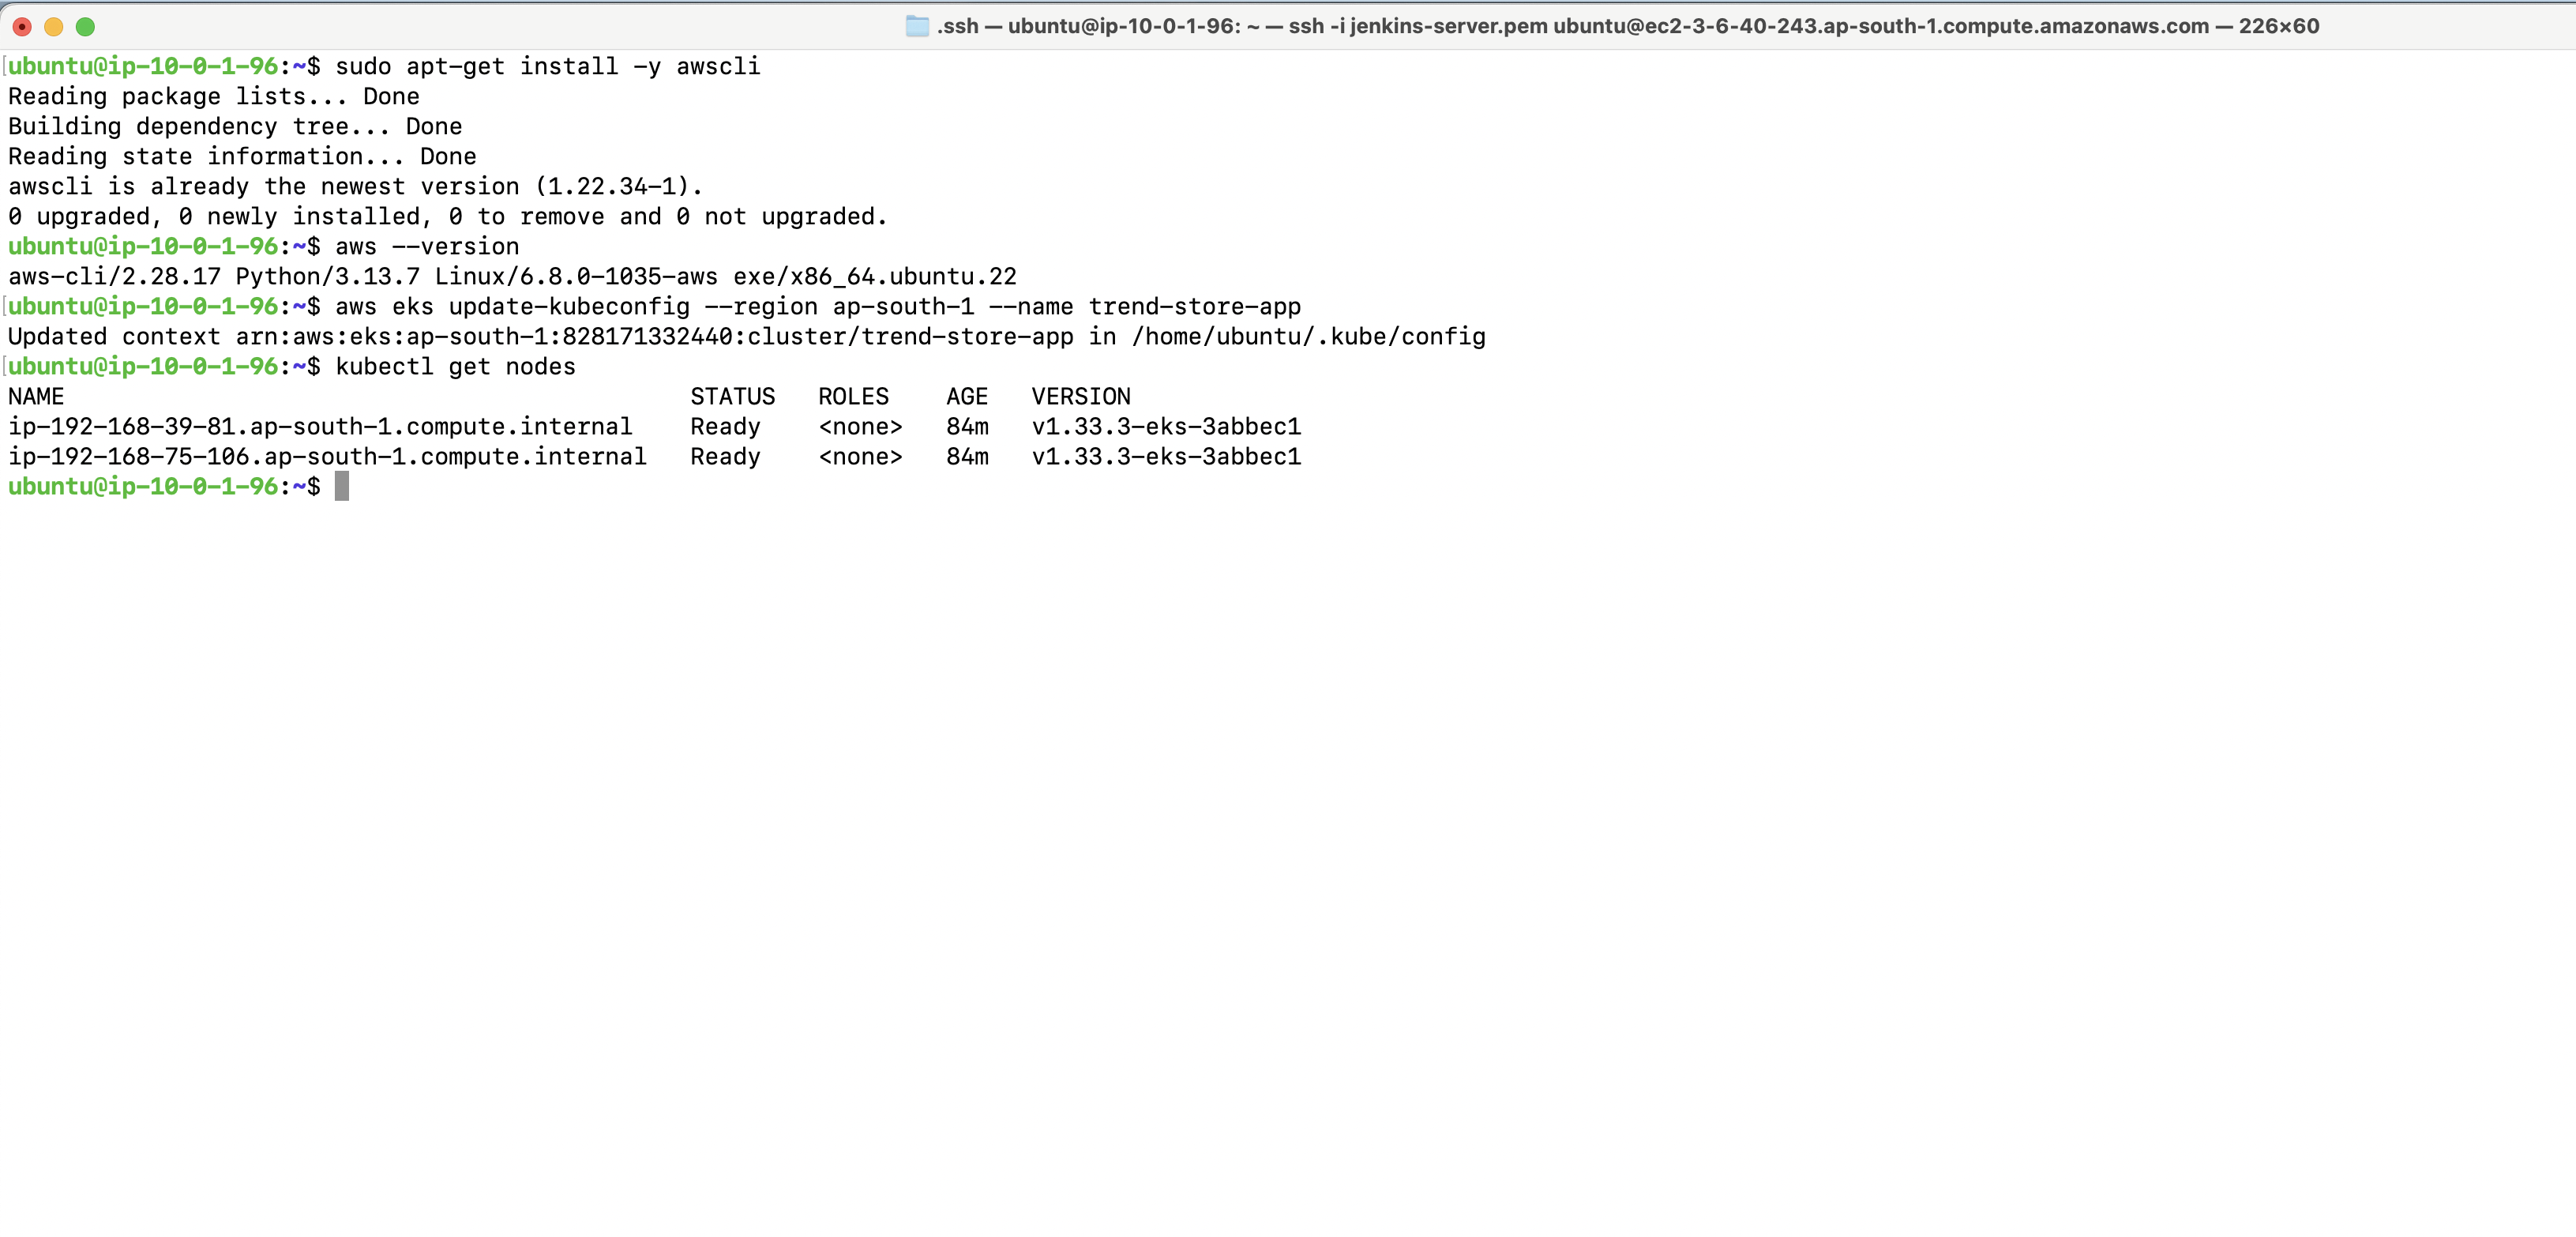 .ssh — ubuntu@ip-10-0-1-96: ~ — ssh -i jenkins-server.pem ubuntu@ec2-3-6-40-243.ap-south-1.compute.amazonaws.com — 226×60
[ubuntu@ip-10-0-1-96:~$ sudo apt-get install -y awscli
Reading package lists... Done
Building dependency tree... Done
Reading state information... Done
awscli is already the newest version (1.22.34-1).
0 upgraded, 0 newly installed, 0 to remove and 0 not upgraded.
ubuntu@ip-10-0-1-96:~$ aws --version
aws-cli/2.28.17 Python/3.13.7 Linux/6.8.0-1035-aws exe/x86_64.ubuntu.22
[ubuntu@ip-10-0-1-96:~$ aws eks update-kubeconfig --region ap-south-1 --name trend-store-app
Updated context arn:aws:eks:ap-south-1:828171332440:cluster/trend-store-app in /home/ubuntu/.kube/config
[ubuntu@ip-10-0-1-96:~$ kubectl get nodes
NAME STATUS ROLES AGE VERSION
ip-192-168-39-81.ap-south-1.compute.internal Ready <none> 84m v1.33.3-eks-3abbec1
ip-192-168-75-106.ap-south-1.compute.internal Ready <none> 84m v1.33.3-eks-3abbec1
ubuntu@ip-10-0-1-96:~$